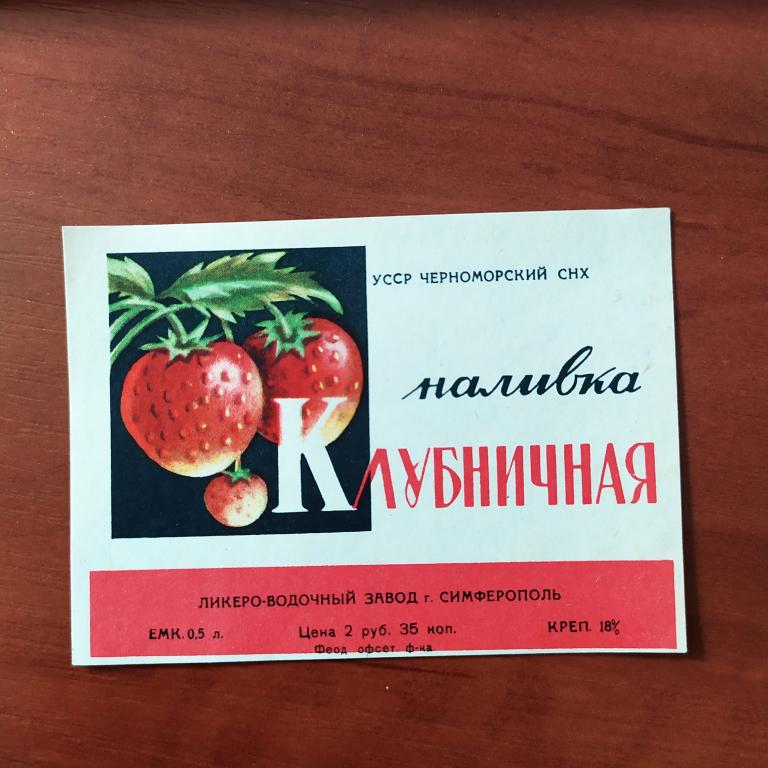 УССР ЧЕРНОМОРСКИЙ СНХ
наливка
КЛУБНИЧНАЯ
ЛИКЕРО-ВОДОЧНЫЙ ЗАВОД г. СИМФЕРОПОЛЬ
ЕМК. 0,5 л. Цена 2 руб. 35 коп. КРЕП. 18%
Феод офсет. ф-ка